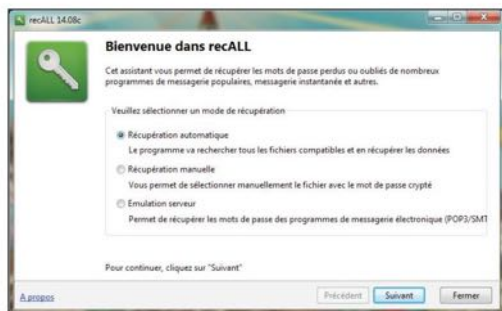 recALL 14.08c
Bienvenue dans recALL
Cet assistant vous permet de récupérer les mots de passe perdus ou oubliés de nombreux
programmes de messagerie populaires, messagerie instantanée et autres.
Veuillez sélectionner un mode de récupération
Récupération automatique
Le programme va rechercher tous les fichiers compatibles et en récupérer les données
Récupération manuelle
Vous permet de sélectionner manuellement le fichier avec le mot de passe crypté
Emulation serveur
Permet de récupérer les mots de passe des programmes de messagerie électronique (POP3/SMT
Pour continuer, cliquez sur "Suivant"
A propos
Précédent
Suivant
Fermer